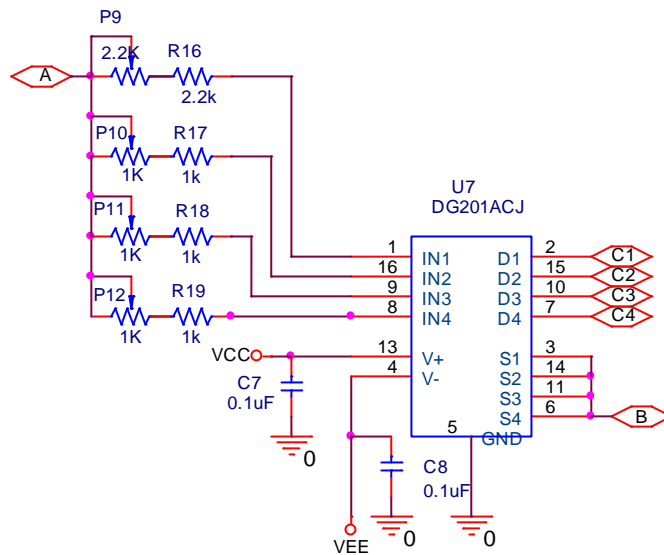 P9
2.2K R16
A
2.2k
P10 R17
1K 1k
P11 R18
1K 1k
P12 R19
1K 1k
U7
DG201ACJ
1 IN1 D1 2 C1
16 IN2 D2 15 C2
9 IN3 D3 10 C3
8 IN4 D4 7 C4
VCC 13 V+ S1 3
4 V- S2 14
S3 11
S4 6 B
5 GND
C7
0.1uF
0
C8
0.1uF
VEE 0 0